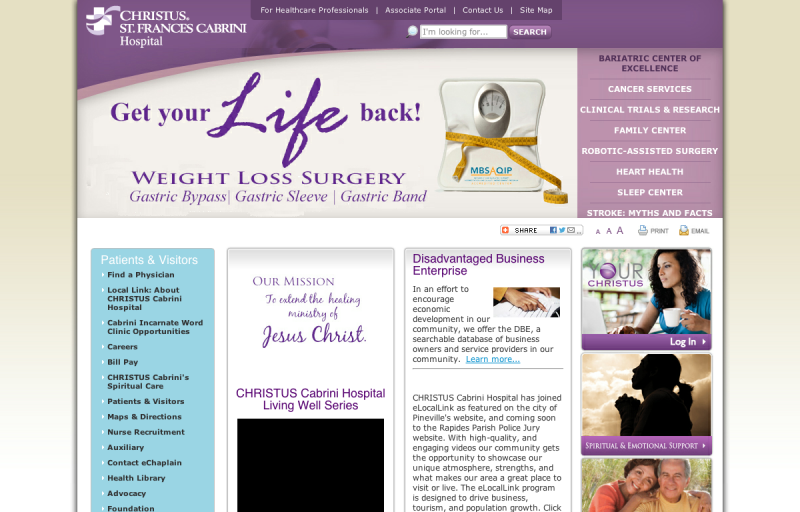 CHRISTUS.
ST. FRANCES CABRINI
Hospital
For Healthcare Professionals | Associate Portal | Contact Us | Site Map
I'm looking for... SEARCH
Get your Life back!
WEIGHT LOSS SURGERY
Gastric Bypass| Gastric Sleeve | Gastric Band
MBSAQIP
BARIATRIC CENTER OF
EXCELLENCE
CANCER SERVICES
CLINICAL TRIALS & RESEARCH
FAMILY CENTER
ROBOTIC-ASSISTED SURGERY
HEART HEALTH
SLEEP CENTER
STROKE: MYTHS AND FACTS
SHARE
A A A PRINT EMAIL
Patients & Visitors
Find a Physician
Local Link: About
CHRISTUS Cabrini
Hospital
Cabrini Incarnate Word
Clinic Opportunities
Careers
Bill Pay
CHRISTUS Cabrini's
Spiritual Care
Patients & Visitors
Maps & Directions
Nurse Recruitment
Auxiliary
Contact eChaplain
Health Library
Advocacy
Foundation
OUR MISSION
To extend the healing
ministry of
Jesus Christ.
CHRISTUS Cabrini Hospital
Living Well Series
Disadvantaged Business
Enterprise
In an effort to
encourage
economic
development in our
community, we offer the DBE, a
searchable database of business
owners and service providers in our
community. Learn more...
CHRISTUS Cabrini Hospital has joined
eLocalLink as featured on the city of
Pineville's website, and coming soon
to the Rapides Parish Police Jury
website. With high-quality, and
engaging videos our community gets
the opportunity to showcase our
unique atmosphere, strengths, and
what makes our area a great place to
visit or live. The eLocalLink program
is designed to drive business,
tourism, and population growth. Click
YOUR
CHRISTUS
Log In
SPIRITUAL & EMOTIONAL SUPPORT